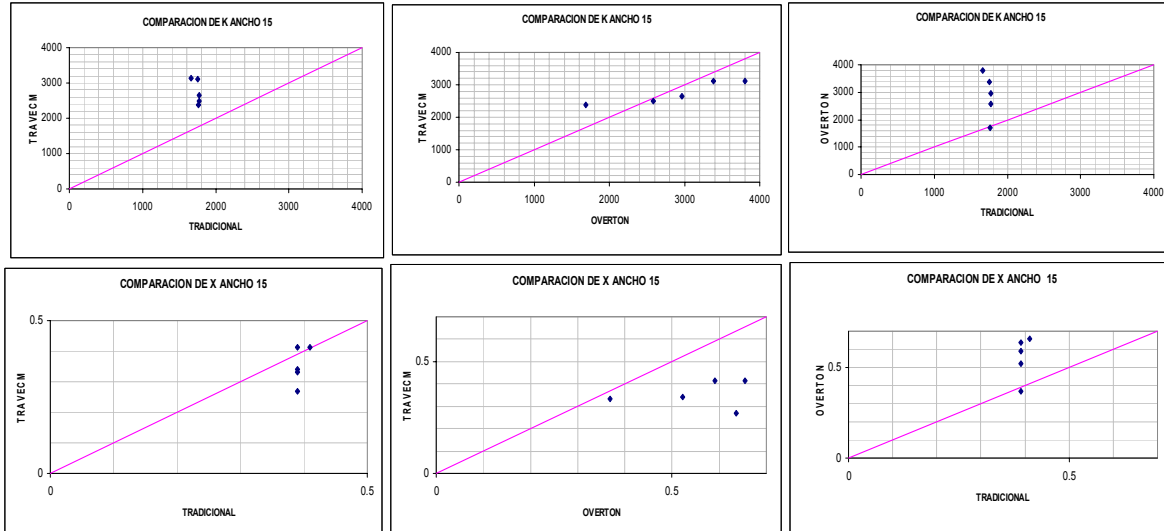 COMPARACION DE K ANCHO 15
4000
3000
2000
1000
0
TRAVECM
0 1000 2000 3000 4000
TRADICIONAL
COMPARACION DE K ANCHO 15
4000
3000
2000
1000
0
TRAVECM
0 1000 2000 3000 4000
OVERTON
COMPARACION DE K ANCHO 15
4000
3000
2000
1000
0
OVERTON
0 1000 2000 3000 4000
TRADICIONAL
COMPARACION DE X ANCHO 15
0.5
0
TRAVECM
0 0.5
TRADICIONAL
COMPARACION DE X ANCHO 15
0.5
0
TRAVECM
0 0.5
OVERTON
COMPARACION DE X ANCHO 15
0.5
0
OVERTON
0 0.5
TRADICIONAL